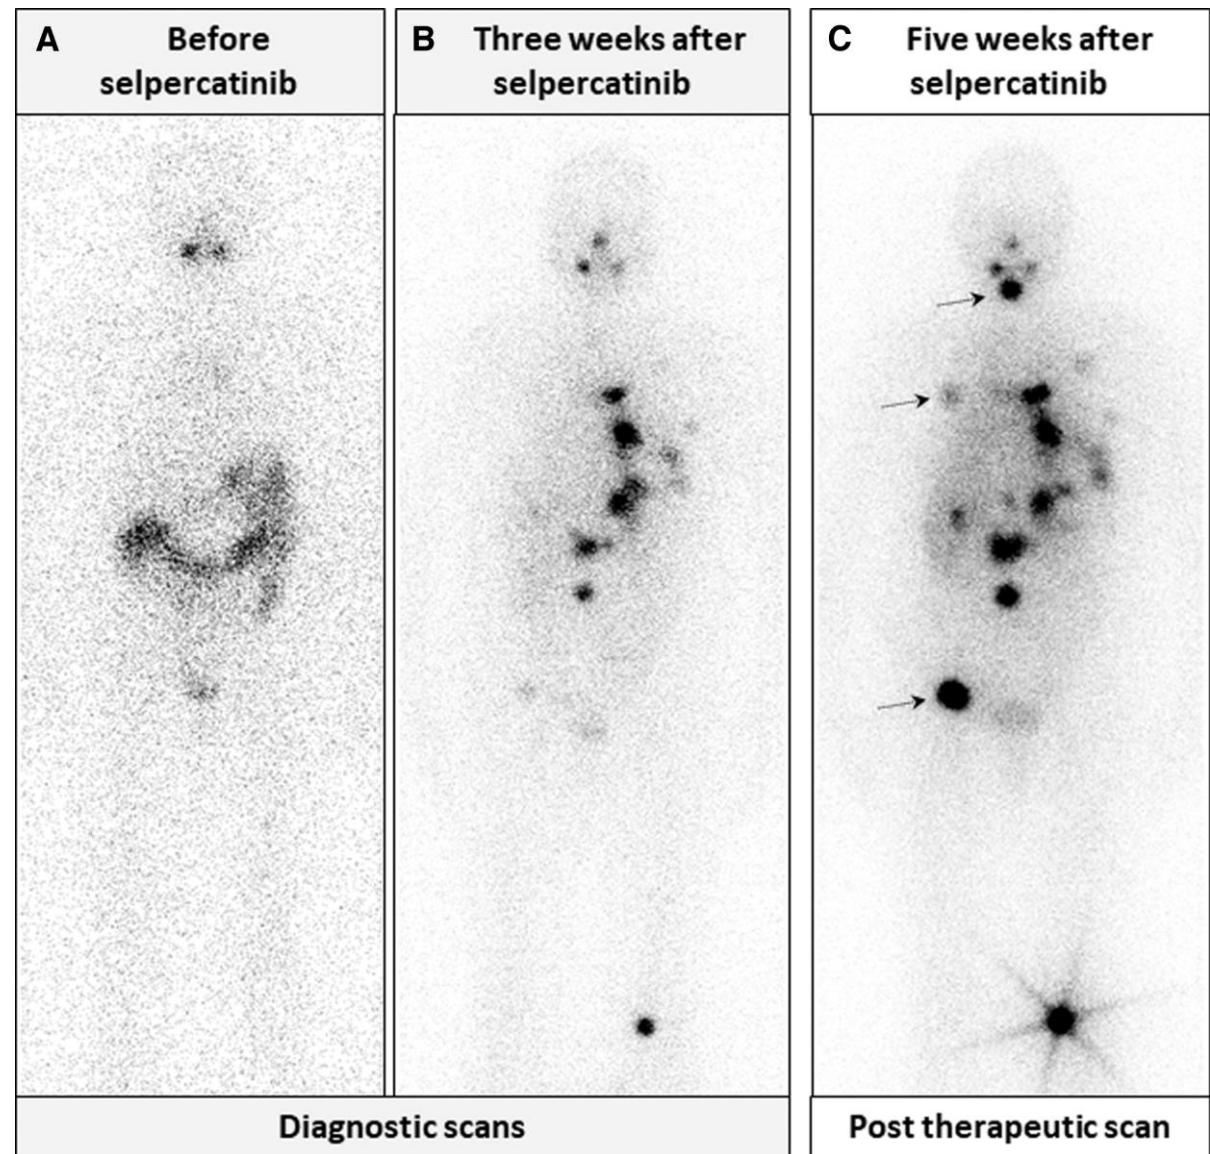 A Before
selpercatinib
B Three weeks after
selpercatinib
C Five weeks after
selpercatinib
Diagnostic scans
Post therapeutic scan